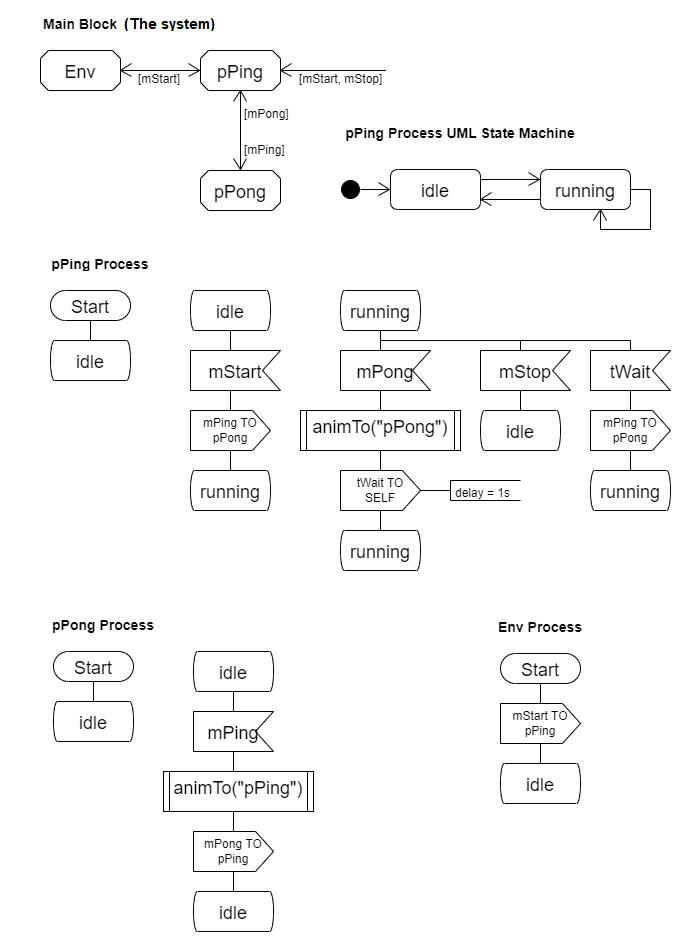 Main Block (The system)
Env
[mStart]
pPing
[mStart, mStop]
[mPong]
[mPing]
pPong
pPing Process UML State Machine
idle
running
pPing Process
Start
idle
idle
mStart
mPing TO
pPong
running
running
mPong
animTo("pPong")
tWait TO
SELF
delay = 1s
running
mStop
idle
tWait
mPing TO
pPong
running
pPong Process
Start
idle
idle
mPing
animTo("pPing")
mPong TO
pPing
idle
Env Process
Start
mStart TO
pPing
idle